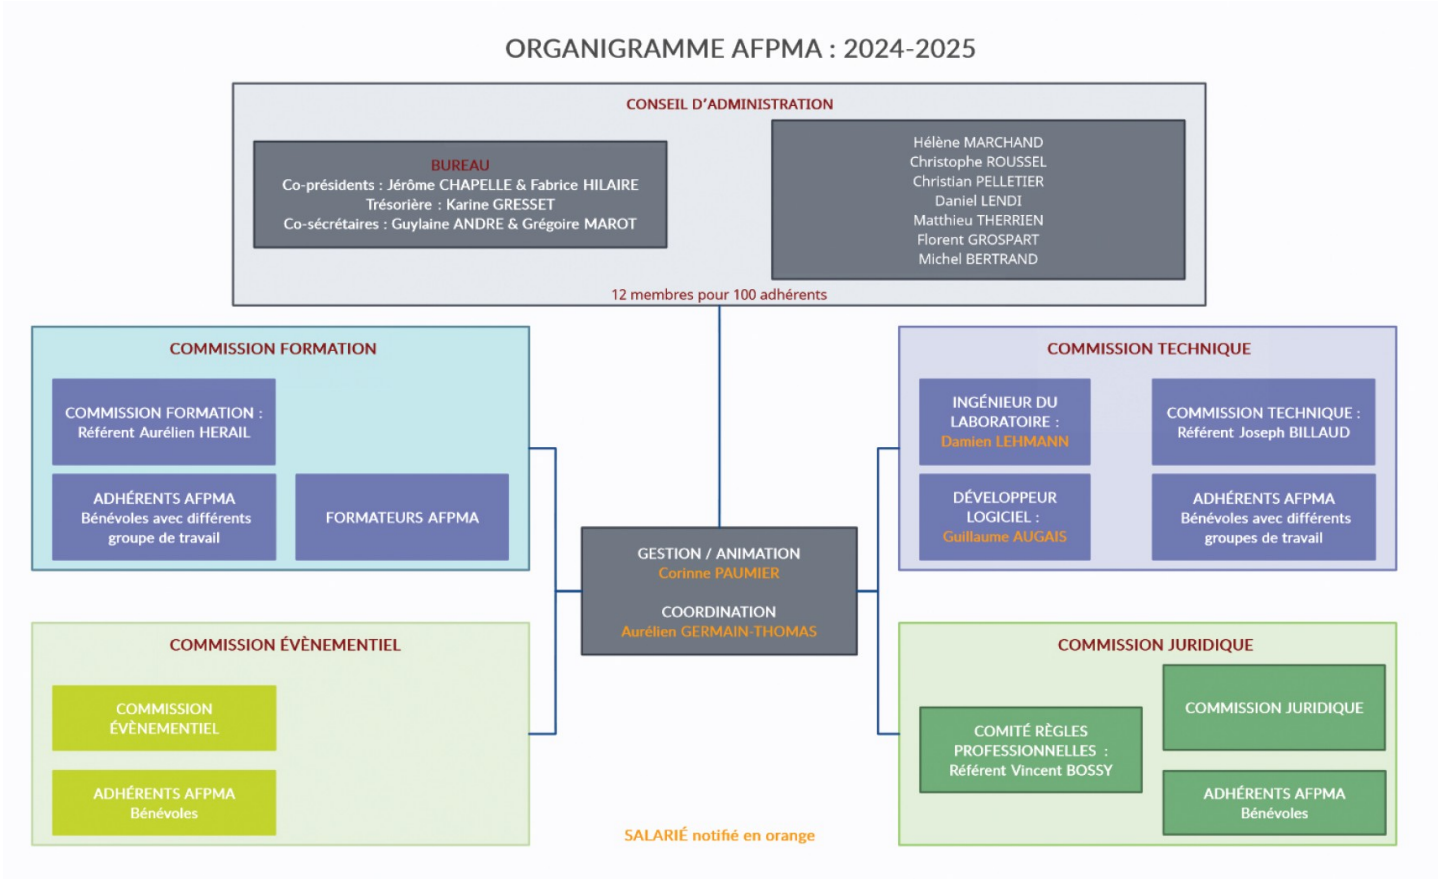 ORGANIGRAMME AFPMA : 2024-2025
CONSEIL D'ADMINISTRATION
BUREAU
Co-présidents : Jérôme CHAPELLE & Fabrice HILAIRE
Trésorière : Karine GRESSET
Co-sécrétaires : Guylaine ANDRE & Grégoire MAROT
Hélène MARCHAND
Christophe ROUSSEL
Christian PELLETIER
Daniel LENDI
Matthieu THERRIEN
Florent GROSPART
Michel BERTRAND
12 membres pour 100 adhérents
COMMISSION FORMATION
COMMISSION FORMATION :
Référent Aurélien HERAIL
ADHÉRENTS AFPMA
Bénévoles avec différents
groupe de travail
FORMATEURS AFPMA
COMMISSION TECHNIQUE
INGÉNIEUR DU
LABORATOIRE :
Damien LEHMANN
COMMISSION TECHNIQUE :
Référent Joseph BILLAUD
DÉVELOPPEUR
LOGICIEL :
Guillaume AUGAIS
ADHÉRENTS AFPMA
Bénévoles avec différents
groupes de travail
GESTION / ANIMATION
Corinne PAUMIER
COORDINATION
Aurélien GERMAIN-THOMAS
COMMISSION ÉVÈNEMENTIEL
COMMISSION
ÉVÈNEMENTIEL
ADHÉRENTS AFPMA
Bénévoles
COMMISSION JURIDIQUE
COMITÉ RÈGLES
PROFESSIONNELLES :
Référent Vincent BOSSY
COMMISSION JURIDIQUE
ADHÉRENTS AFPMA
Bénévoles
SALARIÉ notifié en orange